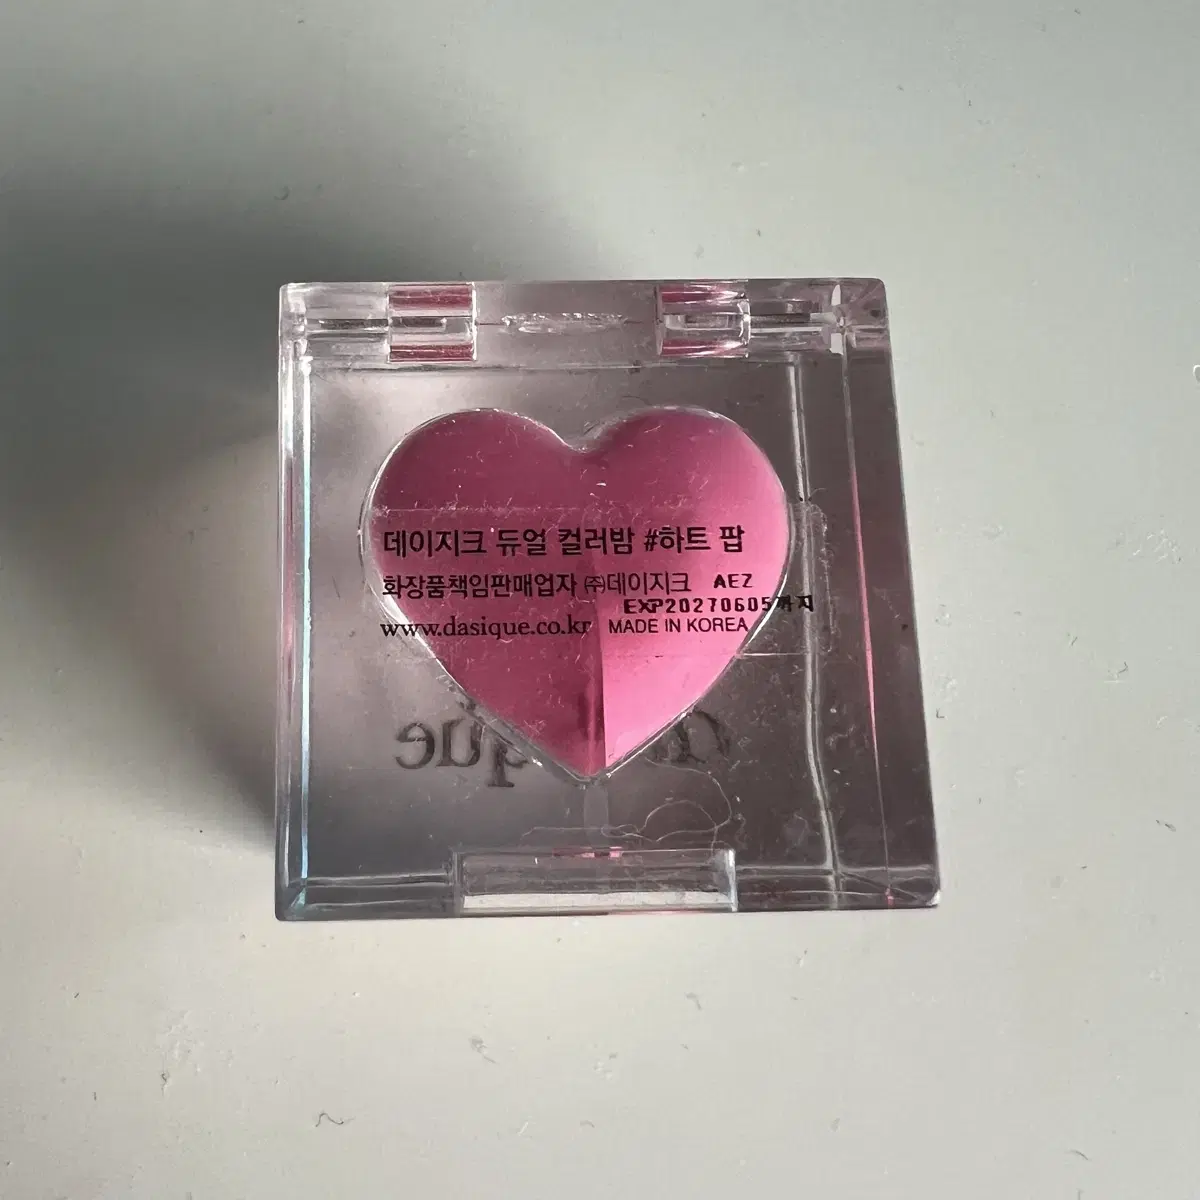 데이지크 듀얼 컬러밤 #하트 팝
화장품책임판매업자 ㈜데이지크 AEZ
EXP20270605까지
www.dasique.co.kr MADE IN KOREA